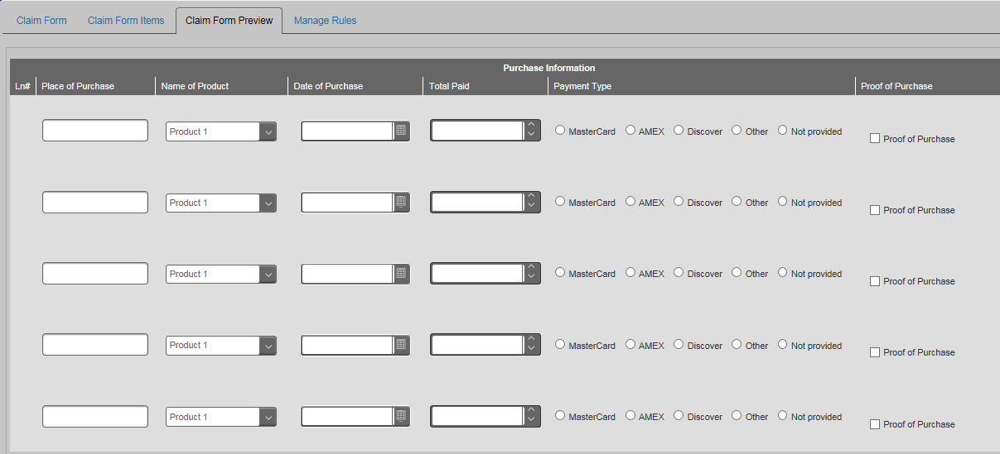 Claim Form Claim Form Items Claim Form Preview Manage Rules
Purchase Information
Ln# Place of Purchase Name of Product Date of Purchase Total Paid Payment Type Proof of Purchase
Product 1 MasterCard AMEX Discover Other Not provided Proof of Purchase
Product 1 MasterCard AMEX Discover Other Not provided Proof of Purchase
Product 1 MasterCard AMEX Discover Other Not provided Proof of Purchase
Product 1 MasterCard AMEX Discover Other Not provided Proof of Purchase
Product 1 MasterCard AMEX Discover Other Not provided Proof of Purchase